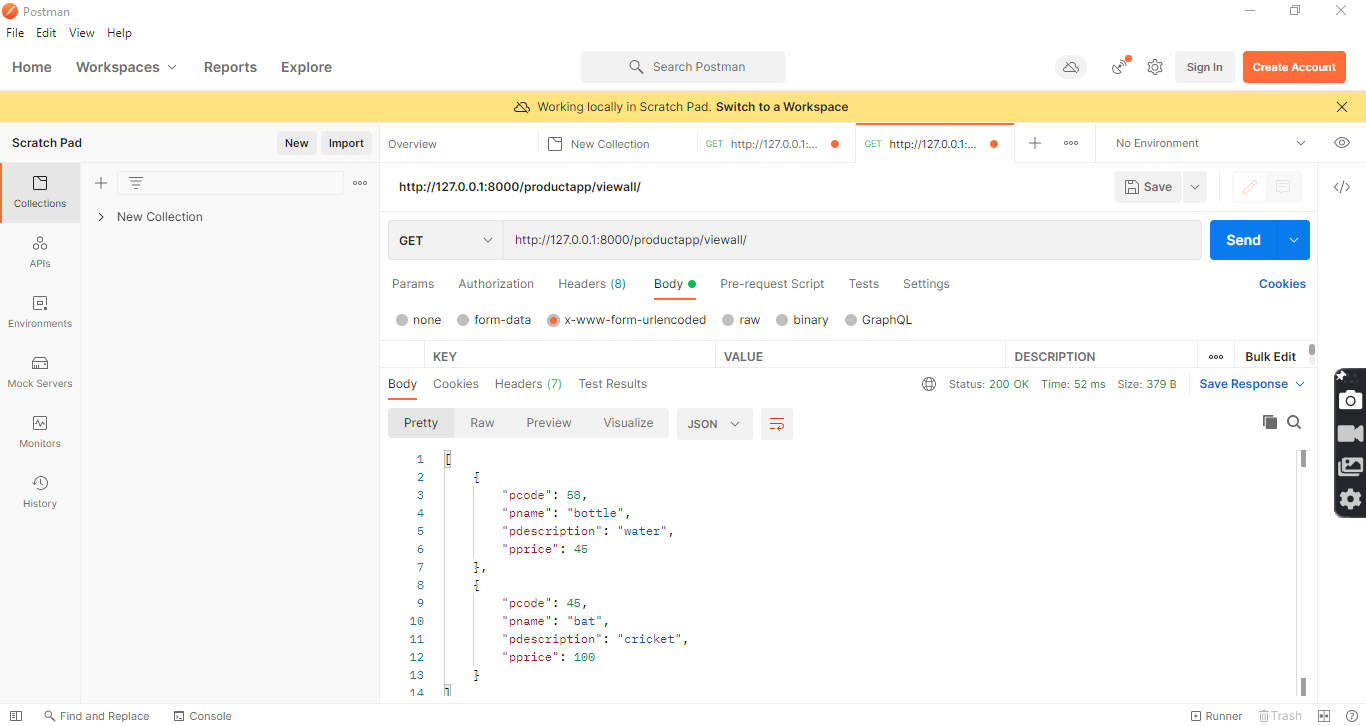 Postman
File Edit View Help
Home Workspaces Reports Explore Search Postman Sign In Create Account
Working locally in Scratch Pad. Switch to a Workspace
Scratch Pad New Import Overview New Collection GET http://127.0.0.1:... GET http://127.0.0.1:... No Environment
Collections
New Collection
APIs
Environments
Mock Servers
Monitors
History
http://127.0.0.1:8000/productapp/viewall/ Save
GET http://127.0.0.1:8000/productapp/viewall/ Send
Params Authorization Headers (8) Body Pre-request Script Tests Settings Cookies
none form-data x-www-form-urlencoded raw binary GraphQL
KEY VALUE DESCRIPTION Bulk Edit
Body Cookies Headers (7) Test Results Status: 200 OK Time: 52 ms Size: 379 B Save Response
Pretty Raw Preview Visualize JSON
1 [
2 {
3 "pcode": 58,
4 "pname": "bottle",
5 "pdescription": "water",
6 "pprice": 45
7 },
8 {
9 "pcode": 45,
10 "pname": "bat",
11 "pdescription": "cricket",
12 "pprice": 100
13 }
14 ]
Find and Replace Console Runner Trash